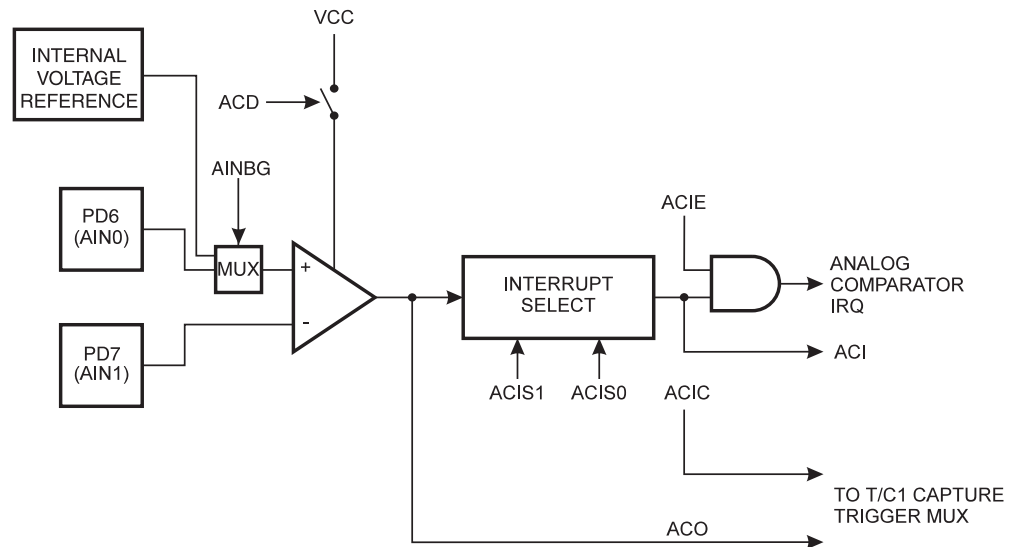 VCC
INTERNAL
VOLTAGE
REFERENCE
ACD
AINBG
PD6
(AIN0)
MUX
+
-
PD7
(AIN1)
INTERRUPT
SELECT
ACIS1
ACIS0
ACIE
ANALOG
COMPARATOR
IRQ
ACI
ACIC
TO T/C1 CAPTURE
TRIGGER MUX
ACO